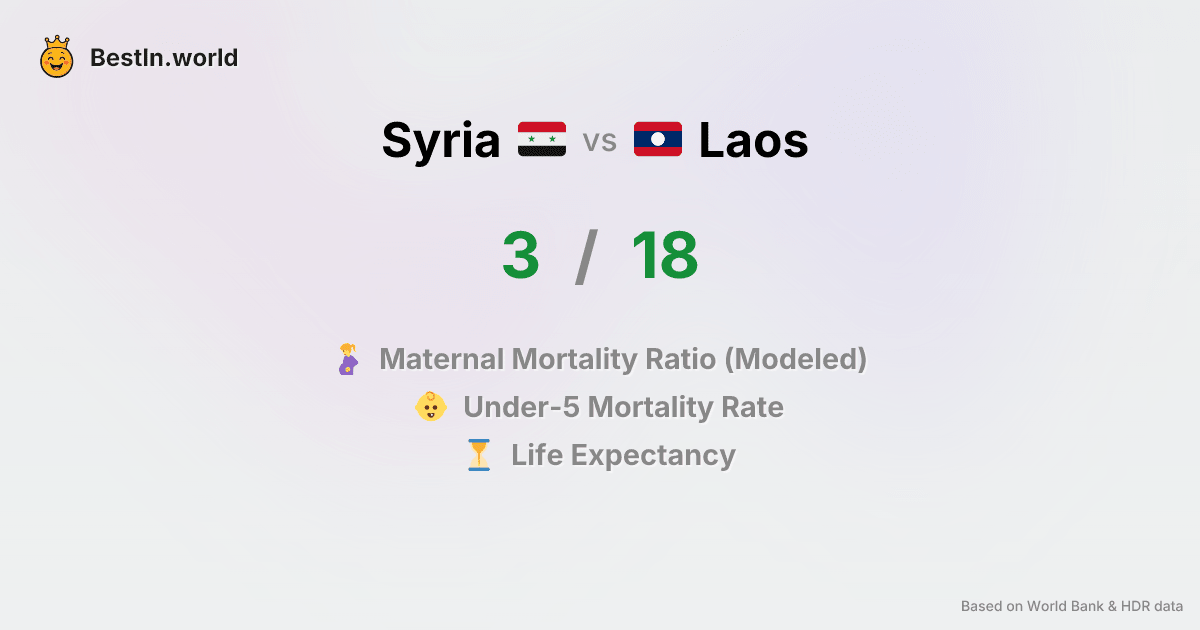 BestIn.world
Syria vs Laos
3 / 18
Maternal Mortality Ratio (Modeled)
Under-5 Mortality Rate
Life Expectancy
Based on World Bank & HDR data